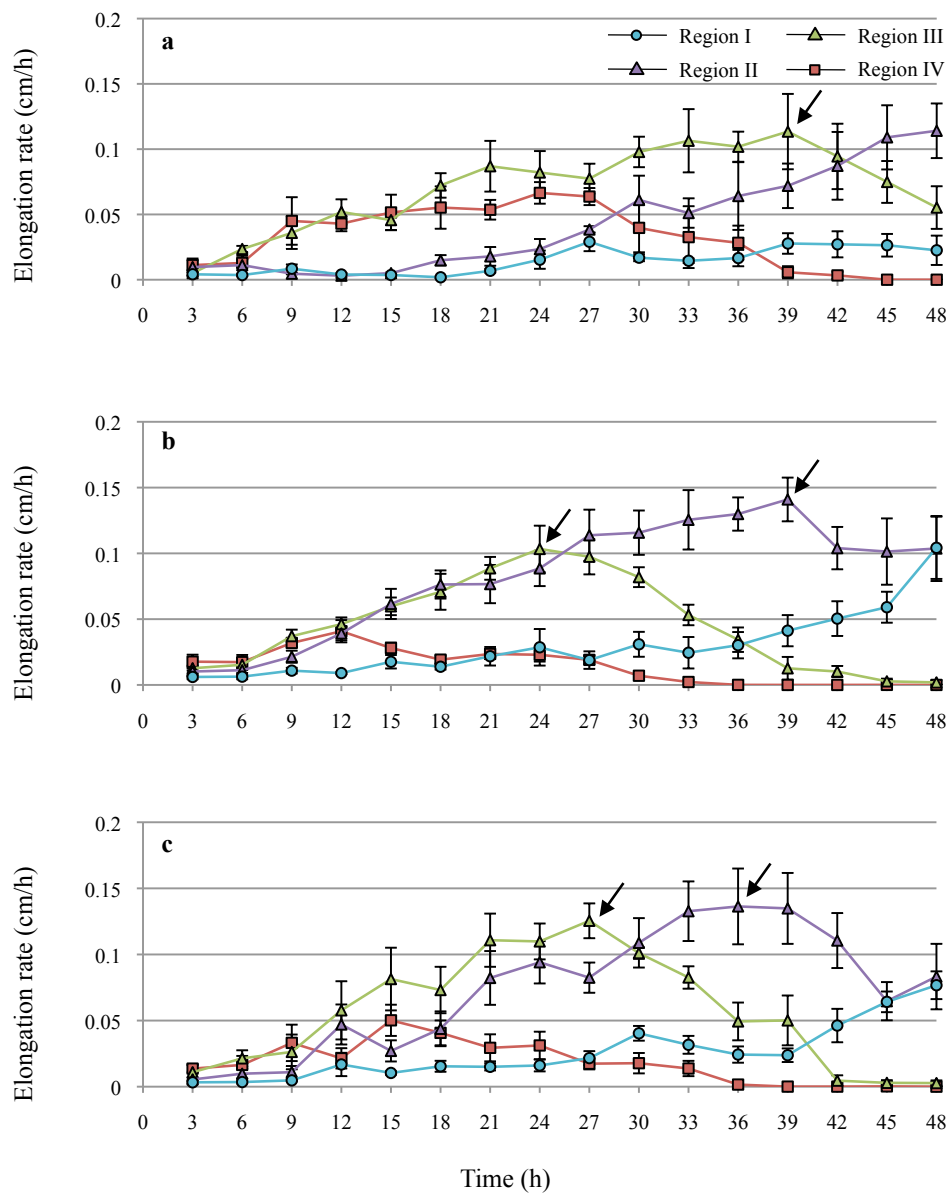 0.2
0.15
0.1
0.05
0
Elongation rate (cm/h)
a
Region I
Region III
Region II
Region IV
0 3 6 9 12 15 18 21 24 27 30 33 36 39 42 45 48
0.2
0.15
0.1
0.05
0
Elongation rate (cm/h)
b
0 3 6 9 12 15 18 21 24 27 30 33 36 39 42 45 48
0.2
0.15
0.1
0.05
0
Elongation rate (cm/h)
c
0 3 6 9 12 15 18 21 24 27 30 33 36 39 42 45 48
Time (h)